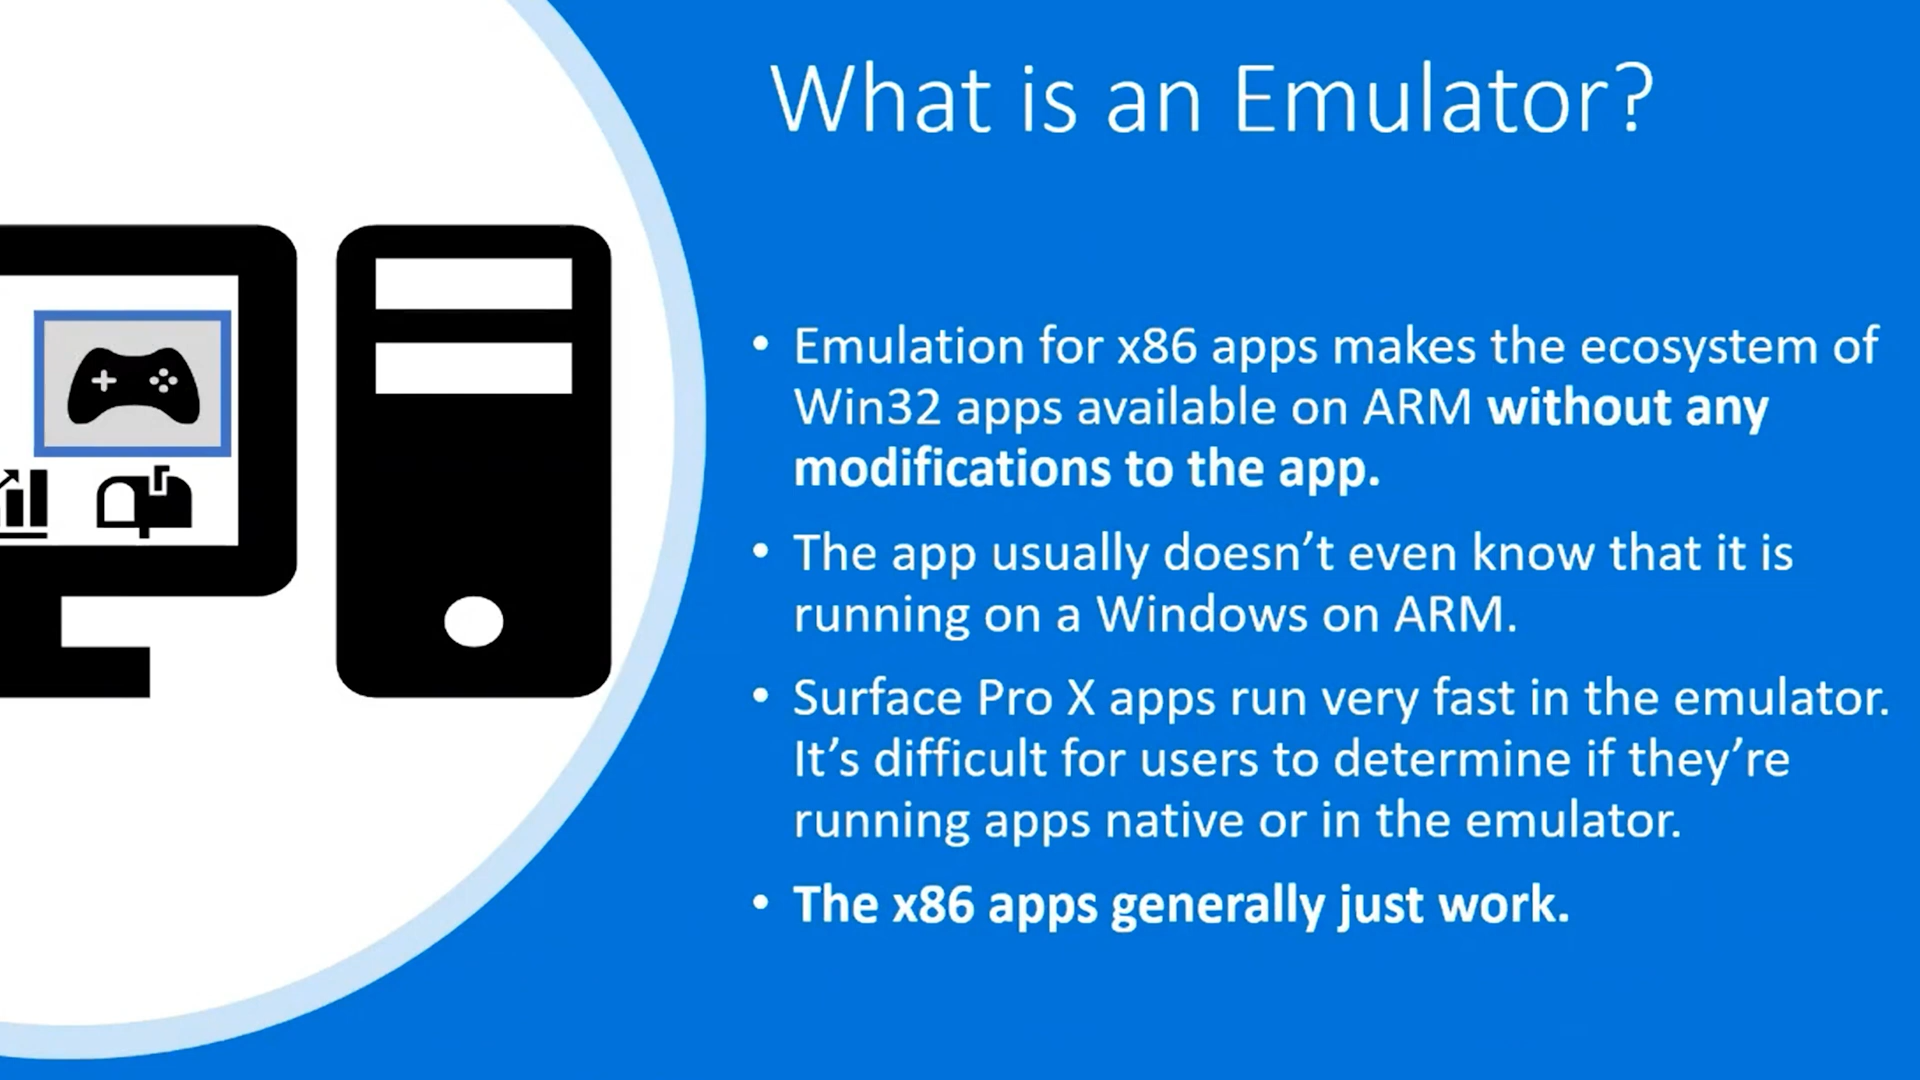 What is an Emulator?
• Emulation for x86 apps makes the ecosystem of
Win32 apps available on ARM without any
modifications to the app.
• The app usually doesn’t even know that it is
running on a Windows on ARM.
• Surface Pro X apps run very fast in the emulator.
It’s difficult for users to determine if they’re
running apps native or in the emulator.
• The x86 apps generally just work.